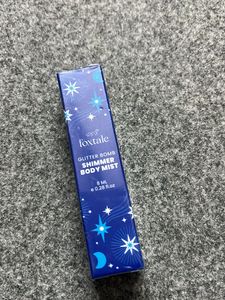 foxtale
GLITTER BOMB
SHIMMER
BODY MIST
8 ML
e 0.28 fl.oz